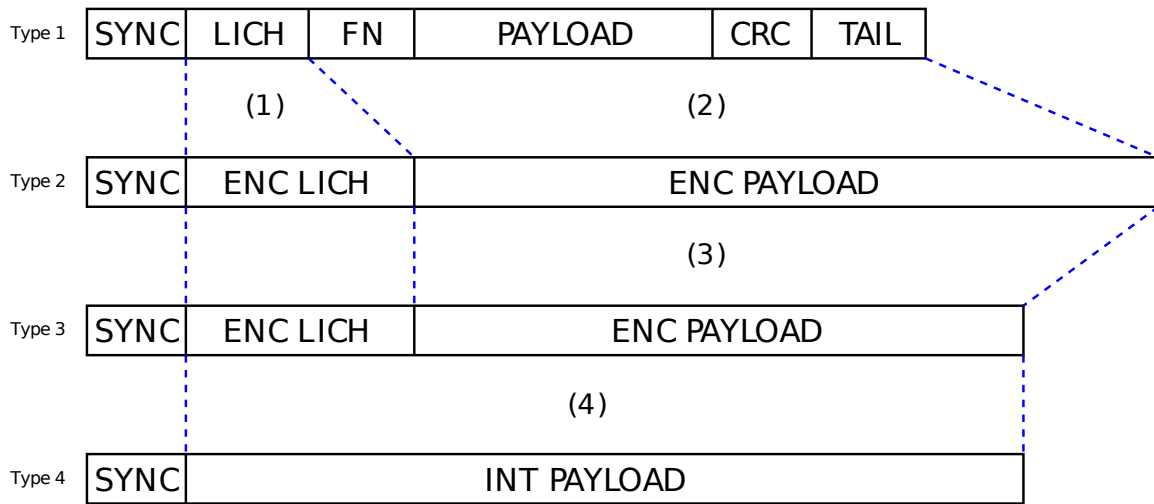 Type 1 SYNC LICH FN PAYLOAD CRC TAIL
(1) (2)
Type 2 SYNC ENC LICH ENC PAYLOAD
(3)
Type 3 SYNC ENC LICH ENC PAYLOAD
(4)
Type 4 SYNC INT PAYLOAD